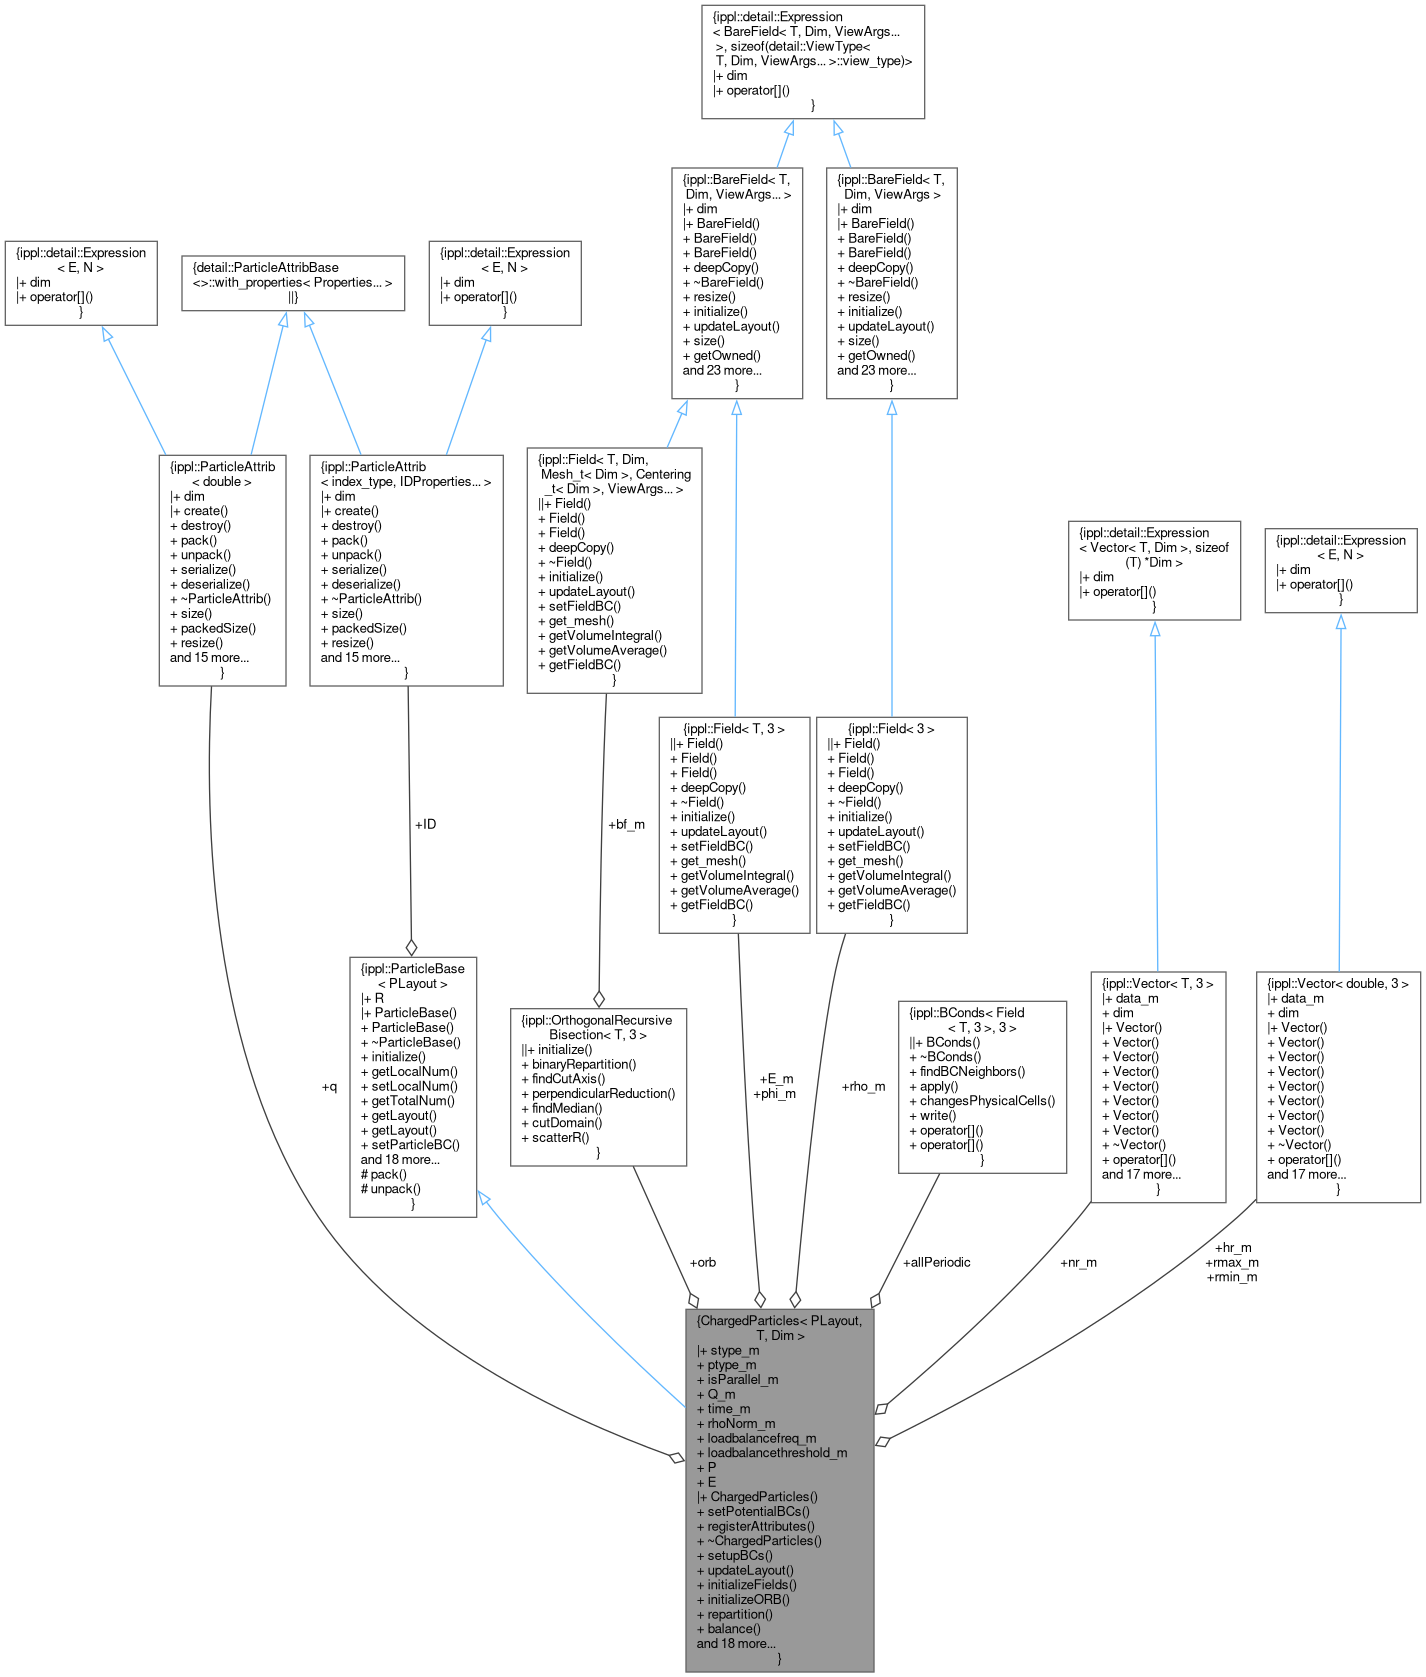 {ippl::detail::Expression
< BareField< T, Dim, ViewArgs...
>, sizeof(detail::ViewType<
T, Dim, ViewArgs... >::view_type)>
|+ dim
|+ operator[]()
}
{ippl::BareField< T,
Dim, ViewArgs... >
|+ dim
|+ BareField()
+ BareField()
+ BareField()
+ deepCopy()
+ ~BareField()
+ resize()
+ initialize()
+ updateLayout()
+ size()
+ getOwned()
and 23 more...
}
{ippl::BareField< T,
Dim, ViewArgs >
|+ dim
|+ BareField()
+ BareField()
+ BareField()
+ deepCopy()
+ ~BareField()
+ resize()
+ initialize()
+ updateLayout()
+ size()
+ getOwned()
and 23 more...
}
{ippl::detail::Expression
< E, N >
|+ dim
|+ operator[]()
}
{detail::ParticleAttribBase
<>::with_properties< Properties... >
||}
{ippl::detail::Expression
< E, N >
|+ dim
|+ operator[]()
}
{ippl::ParticleAttrib
< double >
|+ dim
|+ create()
+ destroy()
+ pack()
+ unpack()
+ serialize()
+ deserialize()
+ ~ParticleAttrib()
+ size()
+ packedSize()
+ resize()
and 15 more...
}
{ippl::ParticleAttrib
< index_type, IDProperties... >
|+ dim
|+ create()
+ destroy()
+ pack()
+ unpack()
+ serialize()
+ deserialize()
+ ~ParticleAttrib()
+ size()
+ packedSize()
+ resize()
and 15 more...
}
{ippl::Field< T, Dim,
Mesh_t< Dim >, Centering
_t< Dim >, ViewArgs... >
||+ Field()
+ Field()
+ Field()
+ deepCopy()
+ ~Field()
+ initialize()
+ updateLayout()
+ setFieldBC()
+ get_mesh()
+ getVolumeIntegral()
+ getVolumeAverage()
+ getFieldBC()
}
{ippl::detail::Expression
< Vector< T, Dim >, sizeof
(T) *Dim >
|+ dim
|+ operator[]()
}
{ippl::detail::Expression
< E, N >
|+ dim
|+ operator[]()
}
{ippl::Field< T, 3 >
||+ Field()
+ Field()
+ Field()
+ deepCopy()
+ ~Field()
+ initialize()
+ updateLayout()
+ setFieldBC()
+ get_mesh()
+ getVolumeIntegral()
+ getVolumeAverage()
+ getFieldBC()
}
{ippl::Field< 3 >
||+ Field()
+ Field()
+ Field()
+ deepCopy()
+ ~Field()
+ initialize()
+ updateLayout()
+ setFieldBC()
+ get_mesh()
+ getVolumeIntegral()
+ getVolumeAverage()
+ getFieldBC()
}
+ID
+bf_m
{ippl::ParticleBase
< PLayout >
|+ R
|+ ParticleBase()
+ ParticleBase()
+ ~ParticleBase()
+ initialize()
+ getLocalNum()
+ setLocalNum()
+ getTotalNum()
+ getLayout()
+ getLayout()
+ setParticleBC()
and 18 more...
# pack()
# unpack()
}
{ippl::OrthogonalRecursive
Bisection< T, 3 >
||+ initialize()
+ binaryRepartition()
+ findCutAxis()
+ perpendicularReduction()
+ findMedian()
+ cutDomain()
+ scatterR()
}
{ippl::BConds< Field
< T, 3 >, 3 >
||+ BConds()
+ ~BConds()
+ findBCNeighbors()
+ apply()
+ changesPhysicalCells()
+ write()
+ operator[]()
+ operator[]()
}
{ippl::Vector< T, 3 >
|+ data_m
+ dim
|+ Vector()
+ Vector()
+ Vector()
+ Vector()
+ Vector()
+ Vector()
+ Vector()
+ Vector()
+ ~Vector()
+ operator[]()
and 17 more...
}
{ippl::Vector< double, 3 >
|+ data_m
+ dim
|+ Vector()
+ Vector()
+ Vector()
+ Vector()
+ Vector()
+ Vector()
+ Vector()
+ Vector()
+ ~Vector()
+ operator[]()
and 17 more...
}
+q
+E_m
+phi_m
+rho_m
+orb
+allPeriodic
+nr_m
+hr_m
+rmax_m
+rmin_m
{ChargedParticles< PLayout,
T, Dim >
|+ stype_m
+ ptype_m
+ isParallel_m
+ Q_m
+ time_m
+ rhoNorm_m
+ loadbalancefreq_m
+ loadbalancethreshold_m
+ P
+ E
|+ ChargedParticles()
+ setPotentialBCs()
+ registerAttributes()
+ ~ChargedParticles()
+ setupBCs()
+ updateLayout()
+ initializeFields()
+ initializeORB()
+ repartition()
+ balance()
and 18 more...
}